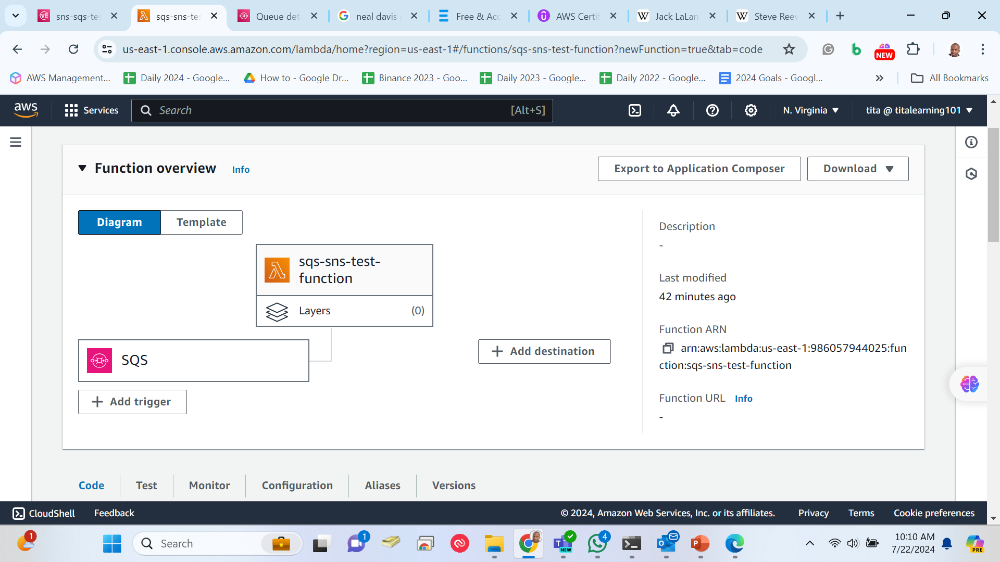 sns-sqs-tes
sqs-sns-tes
Queue det
neal davis
Free & Acc
AWS Certif
Jack LaLan
Steve Reev
us-east-1.console.aws.amazon.com/lambda/home?region=us-east-1#/functions/sqs-sns-test-function?newFunction=true&tab=code
NEW
AWS Management...
Daily 2024 - Google...
How to - Google Dr...
Binance 2023 - Goo...
Daily 2023 - Google...
Daily 2022 - Google...
2024 Goals - Googl...
All Bookmarks
aws
Services
Search
[Alt+S]
N. Virginia
tita @ titalearning101
Function overview
Info
Export to Application Composer
Download
Diagram
Template
sqs-sns-test-
function
Layers
(0)
SQS
Add destination
Add trigger
Description
-
Last modified
42 minutes ago
Function ARN
arn:aws:lambda:us-east-1:986057944025:fun
ction:sqs-sns-test-function
Function URL Info
-
Code
Test
Monitor
Configuration
Aliases
Versions
CloudShell
Feedback
© 2024, Amazon Web Services, Inc. or its affiliates.
Privacy
Terms
Cookie preferences
1
Search
1
NEW
4
10:10 AM
7/22/2024
PRE